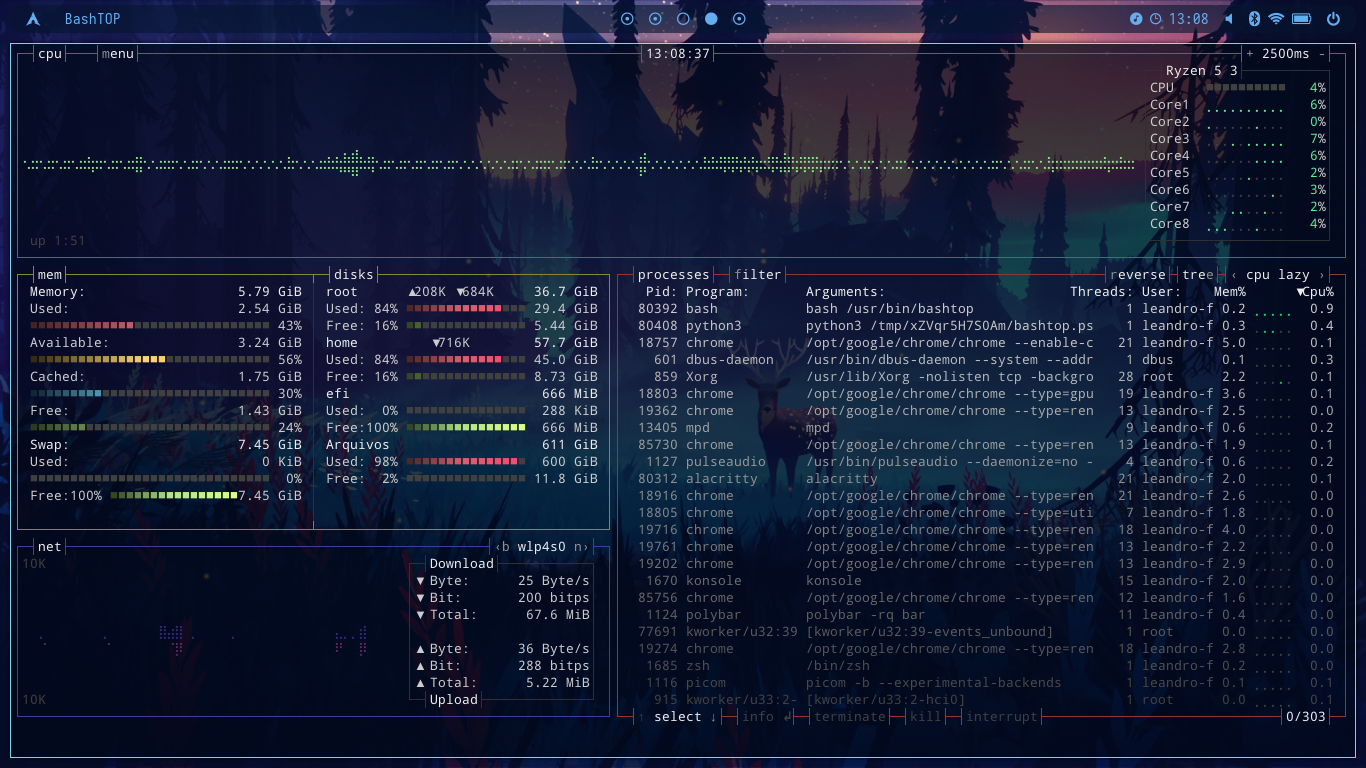 BashTOP 13:08
cpu menu 13:08:37 + 2500ms -
Ryzen 5 3
CPU 4%
Core1 6%
Core2 0%
Core3 7%
Core4 6%
Core5 2%
Core6 3%
Core7 2%
Core8 4%
up 1:51
mem
Memory: 5.79 GiB
Used: 2.54 GiB
43%
Available: 3.24 GiB
56%
Cached: 1.75 GiB
30%
Free: 1.43 GiB
24%
Swap: 7.45 GiB
Used: 0 KiB
0%
Free:100% 7.45 GiB
disks
root ▲208K ▼684K 36.7 GiB
Used: 84% 29.4 GiB
Free: 16% 5.44 GiB
home ▼716K 57.7 GiB
Used: 84% 45.0 GiB
Free: 16% 8.73 GiB
efi 666 MiB
Used: 0% 288 KiB
Free:100% 666 MiB
Arquivos 611 GiB
Used: 98% 600 GiB
Free: 2% 11.8 GiB
net ‹b wlp4s0 n›
10K
Download
▼ Byte: 25 Byte/s
▼ Bit: 200 bitps
▼ Total: 67.6 MiB
▲ Byte: 36 Byte/s
▲ Bit: 288 bitps
▲ Total: 5.22 MiB
Upload
10K
processes filter reverse tree ‹ cpu lazy ›
Pid: Program: Arguments: Threads: User: Mem% ▼Cpu%
80392 bash bash /usr/bin/bashtop 1 leandro-f 0.2 0.9
80408 python3 python3 /tmp/xZVqr5H7SOAm/bashtop.ps 1 leandro-f 0.3 0.4
18757 chrome /opt/google/chrome/chrome --enable-c 21 leandro-f 5.0 0.1
601 dbus-daemon /usr/bin/dbus-daemon --system --addr 1 dbus 0.1 0.3
859 Xorg /usr/lib/Xorg -nolisten tcp -backgro 28 root 2.2 0.1
18803 chrome /opt/google/chrome/chrome --type=gpu 19 leandro-f 3.6 0.1
19362 chrome /opt/google/chrome/chrome --type=ren 13 leandro-f 2.5 0.0
13405 mpd mpd 9 leandro-f 0.6 0.2
85730 chrome /opt/google/chrome/chrome --type=ren 13 leandro-f 1.9 0.1
1127 pulseaudio /usr/bin/pulseaudio --daemonize=no - 4 leandro-f 0.6 0.2
80312 alacritty alacritty 21 leandro-f 2.0 0.1
18916 chrome /opt/google/chrome/chrome --type=ren 21 leandro-f 2.6 0.0
18805 chrome /opt/google/chrome/chrome --type=uti 7 leandro-f 1.8 0.0
19716 chrome /opt/google/chrome/chrome --type=ren 18 leandro-f 4.0 0.0
19761 chrome /opt/google/chrome/chrome --type=ren 13 leandro-f 2.2 0.0
19202 chrome /opt/google/chrome/chrome --type=ren 13 leandro-f 2.9 0.0
1670 konsole konsole 15 leandro-f 2.0 0.0
85756 chrome /opt/google/chrome/chrome --type=ren 12 leandro-f 1.6 0.0
1124 polybar polybar -rq bar 11 leandro-f 0.4 0.0
77691 kworker/u32:39 [kworker/u32:39-events_unbound] 1 root 0.0 0.0
19274 chrome /opt/google/chrome/chrome --type=ren 18 leandro-f 2.8 0.0
1685 zsh /bin/zsh 1 leandro-f 0.2 0.0
1116 picom picom -b --experimental-backends 1 leandro-f 0.1 0.0
915 kworker/u33:2- [kworker/u33:2-hci0] 1 root 0.0 0.0
↑ select ↓ info ↲ terminate kill interrupt 0/303